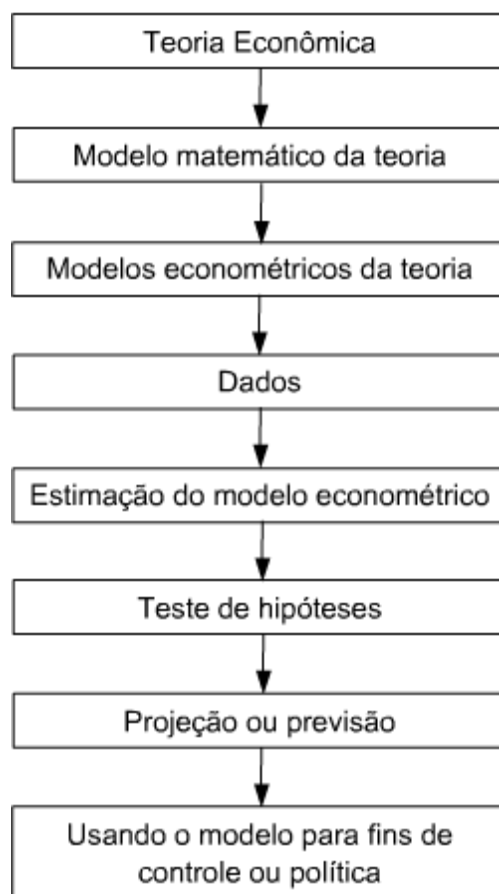 Teoria Econômica
Modelo matemático da teoria
Modelos econométricos da teoria
Dados
Estimação do modelo econométrico
Teste de hipóteses
Projeção ou previsão
Usando o modelo para fins de
controle ou política